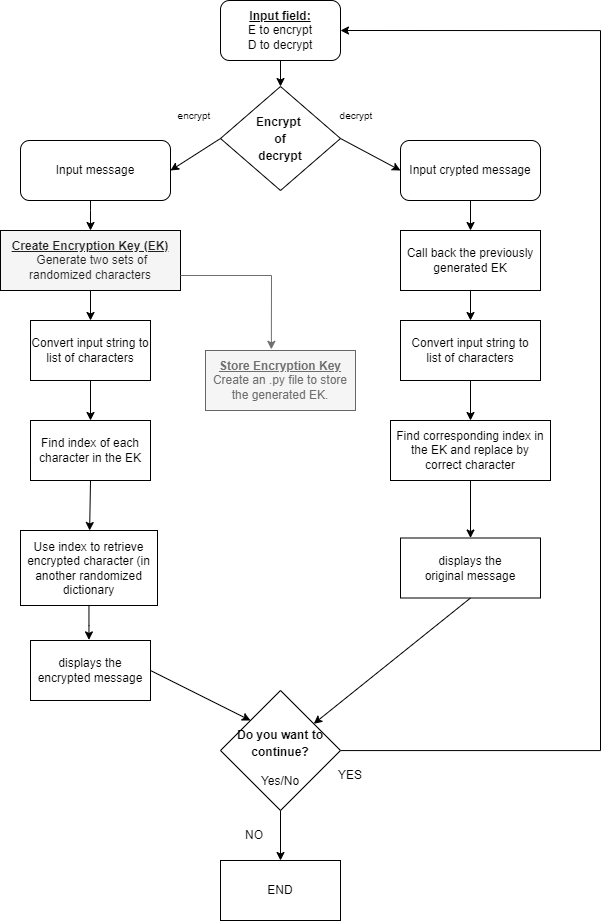 Input field:
E to encrypt
D to decrypt
encrypt
decrypt
Encrypt
of
decrypt
Input message
Input crypted message
Create Encryption Key (EK)
Generate two sets of
randomized characters
Call back the previously
generated EK
Convert input string to
list of characters
Store Encryption Key
Create an .py file to store
the generated EK.
Convert input string to
list of characters
Find index of each
character in the EK
Find corresponding index in
the EK and replace by
correct character
Use index to retrieve
encrypted character (in
another randomized
dictionary
displays the
original message
displays the
encrypted message
Do you want to
continue?
Yes/No
YES
NO
END